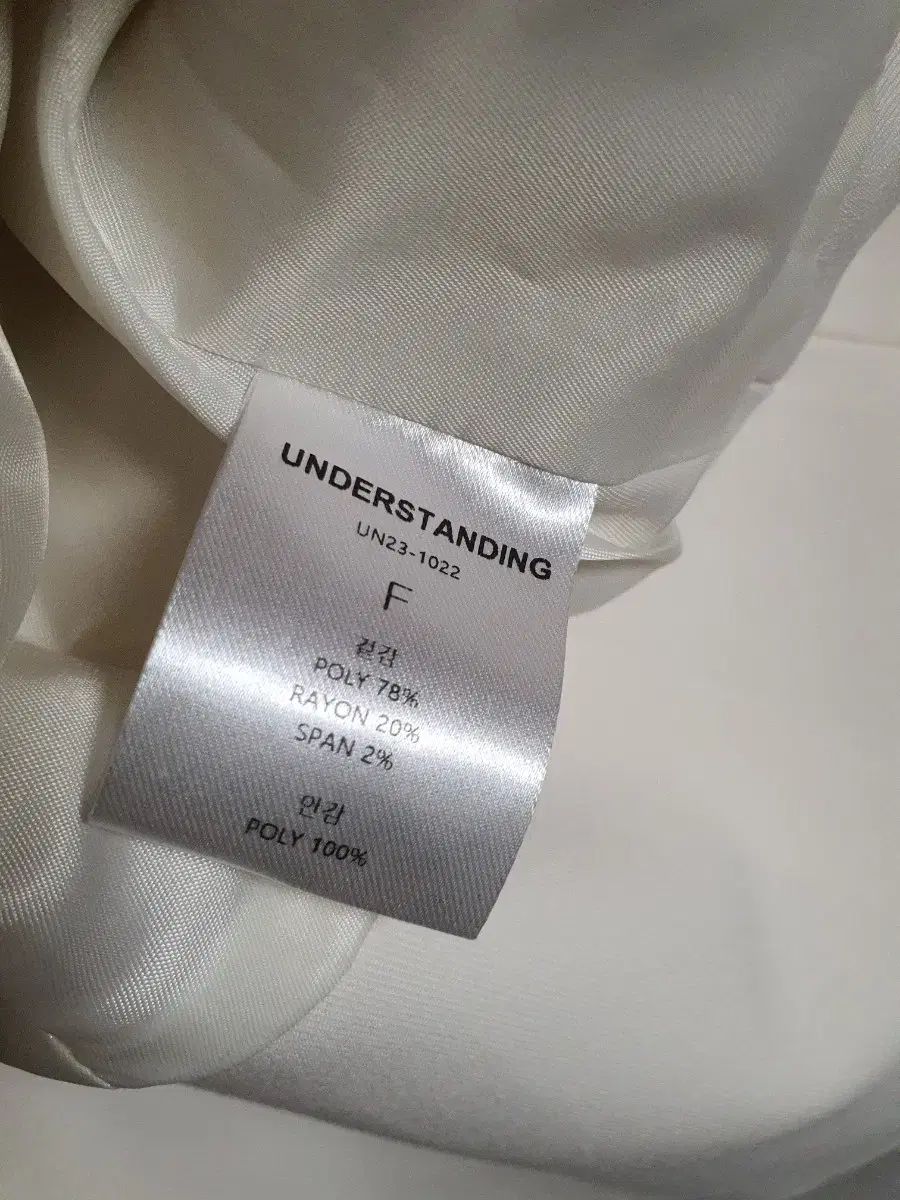 UNDERSTANDING
UN23-1022
F
겉감
POLY 78%
RAYON 20%
SPAN 2%
안감
POLY 100%